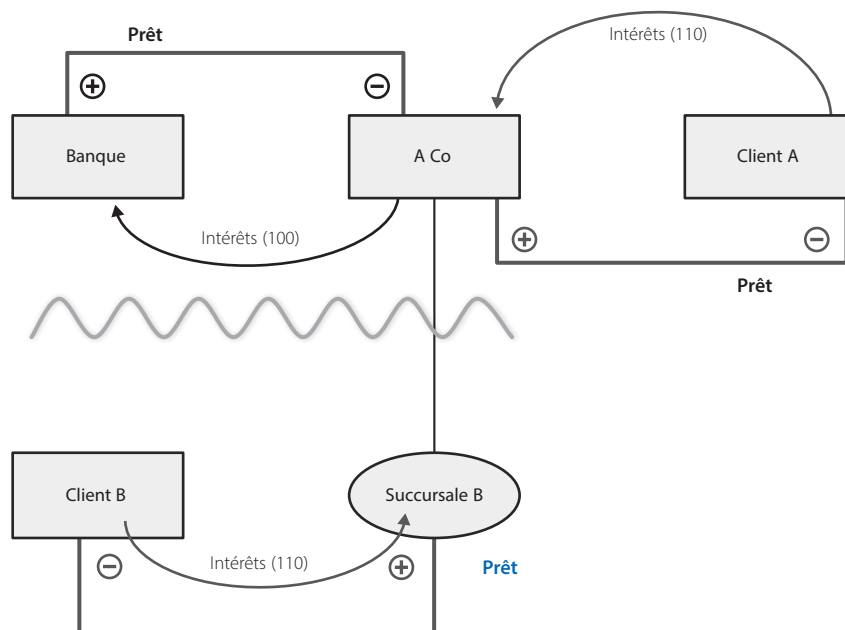 Prêt
Intérêts (110)
Banque
A Co
Client A
Intérêts (100)
Prêt
Client B
Succursale B
Intérêts (110)
Prêt